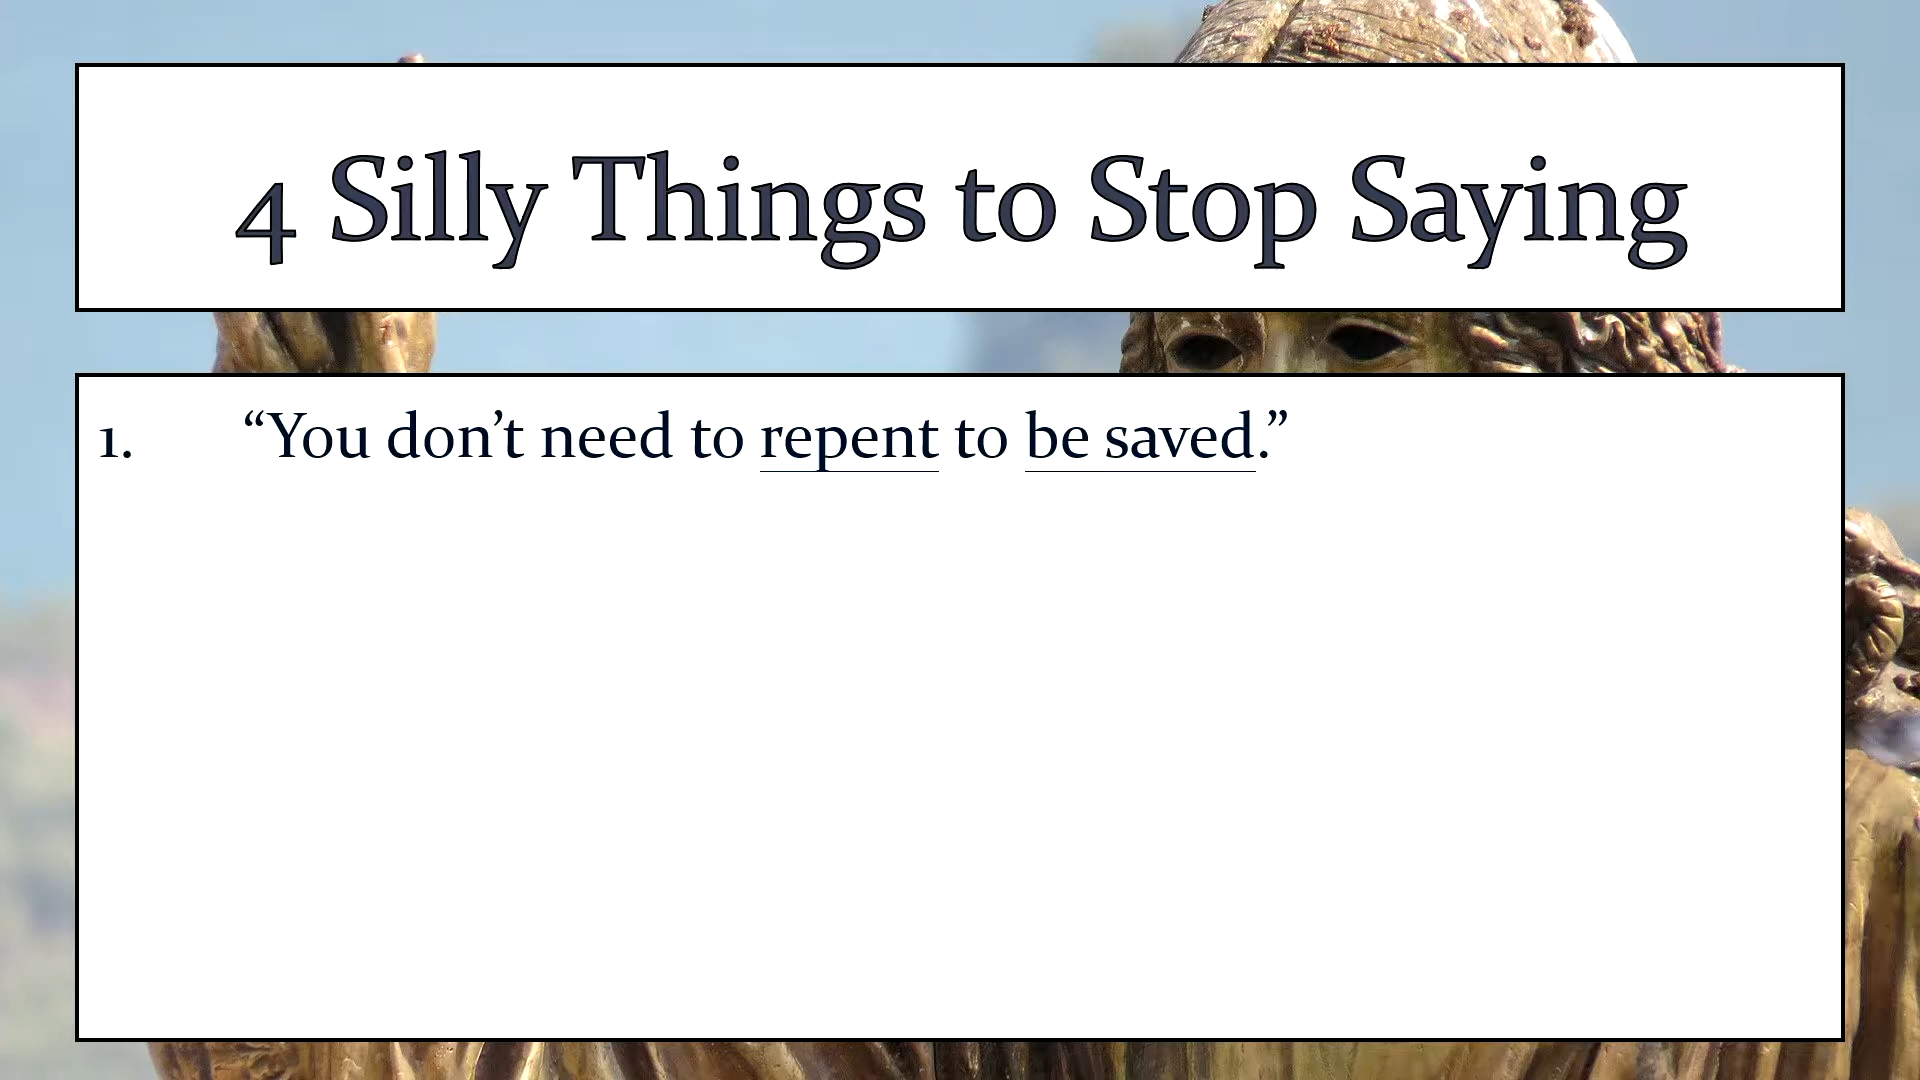 4 Silly Things to Stop Saying
1. “You don’t need to repent to be saved.”